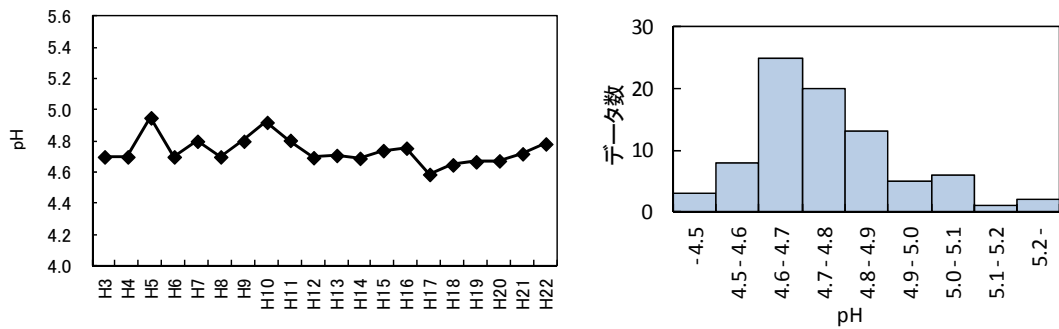 5.6
5.4
5.2
5.0
4.8
4.6
4.4
4.2
4.0
pH
H3
H4
H5
H6
H7
H8
H9
H10
H11
H12
H13
H14
H15
H16
H17
H18
H19
H20
H21
H22
30
20
10
0
データ数
- 4.5
4.5 - 4.6
4.6 - 4.7
4.7 - 4.8
4.8 - 4.9
4.9 - 5.0
5.0 - 5.1
5.1 - 5.2
5.2 -
pH